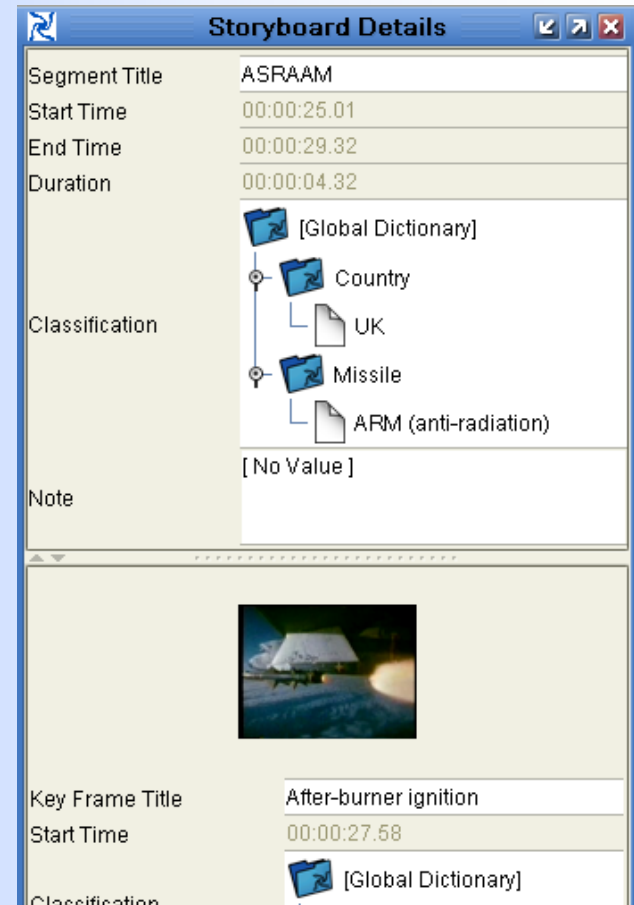 Storyboard Details
Segment Title ASRAAM
Start Time 00:00:25.01
End Time 00:00:29.32
Duration 00:00:04.32
[Global Dictionary]
Country
Classification UK
Missile
ARM (anti-radiation)
[ No Value ]
Note
Key Frame Title After-burner ignition
Start Time 00:00:27.58
[Global Dictionary]
Classification